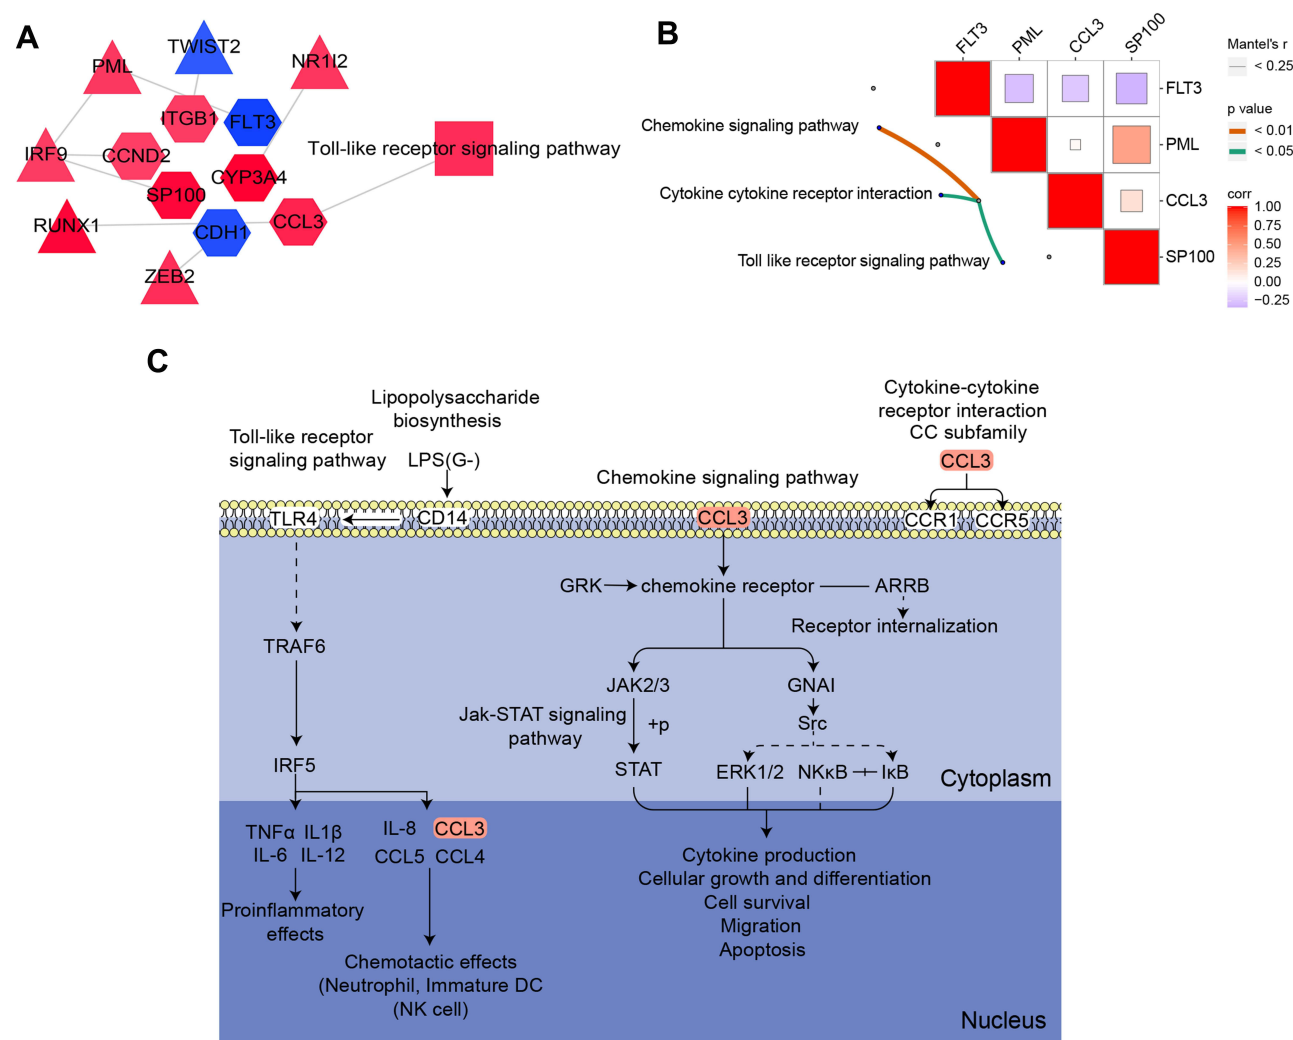 A
TWIST2
PML
NR1I2
ITGB1
FLT3
IRF9
CCND2
Toll-like receptor signaling pathway
CYP3A4
SP100
RUNX1
CCL3
CDH1
ZEB2
B
FLT3
PML
CCL3
SP100
FLT3
PML
CCL3
SP100
Chemokine signaling pathway
Cytokine cytokine receptor interaction
Toll like receptor signaling pathway
Mantel's r
< 0.25
p value
< 0.01
< 0.05
corr
1.00
0.75
0.50
0.25
0.00
−0.25
C
Lipopolysaccharide
biosynthesis
LPS(G-)
Toll-like receptor
signaling pathway
Chemokine signaling pathway
Cytokine-cytokine
receptor interaction
CC subfamily
CCL3
TLR4
CD14
CCL3
CCR1
CCR5
GRK
chemokine receptor
ARRB
Receptor internalization
TRAF6
JAK2/3
GNAI
Jak-STAT signaling
pathway
+p
Src
IRF5
STAT
ERK1/2
NKκB
IκB
Cytoplasm
TNFα IL1β
IL-6 IL-12
IL-8 CCL3
CCL5 CCL4
Proinflammatory
effects
Chemotactic effects
(Neutrophil, Immature DC
(NK cell)
Cytokine production
Cellular growth and differentiation
Cell survival
Migration
Apoptosis
Nucleus